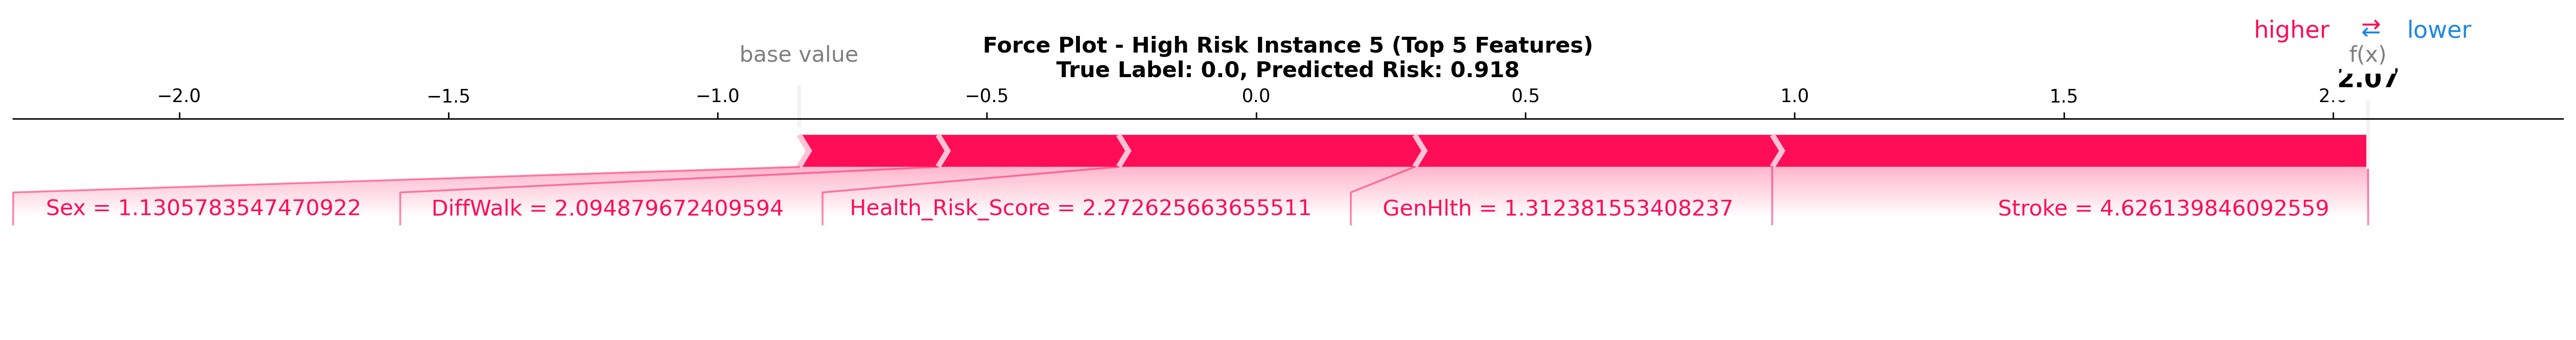 higher ⇄ lower
f(x)
base value
Force Plot - High Risk Instance 5 (Top 5 Features)
True Label: 0.0, Predicted Risk: 0.918
2.07
−2.0 −1.5 −1.0 −0.5 0.0 0.5 1.0 1.5
Sex = 1.1305783547470922 DiffWalk = 2.094879672409594 Health_Risk_Score = 2.272625663655511 GenHlth = 1.312381553408237 Stroke = 4.626139846092559